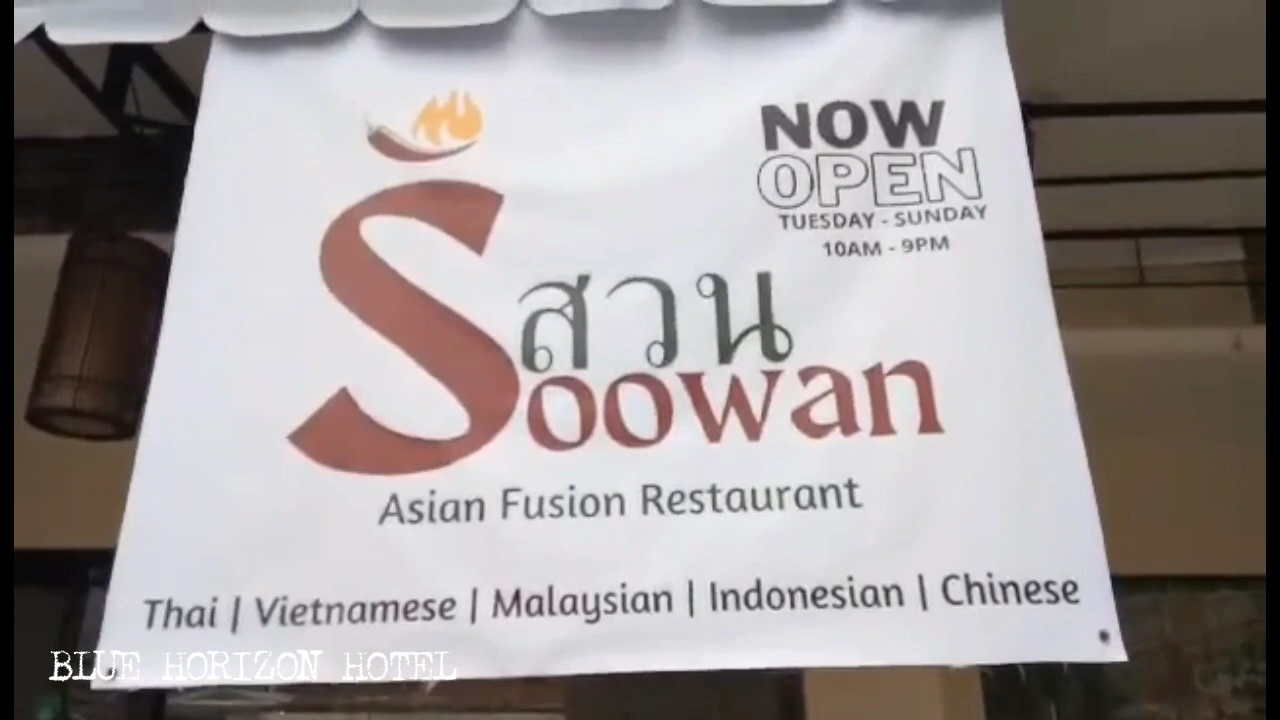 NOW
OPEN
TUESDAY - SUNDAY
10AM - 9PM
สวน
Soowan
Asian Fusion Restaurant
Thai | Vietnamese | Malaysian | Indonesian | Chinese
BLUE HORIZON HOTEL